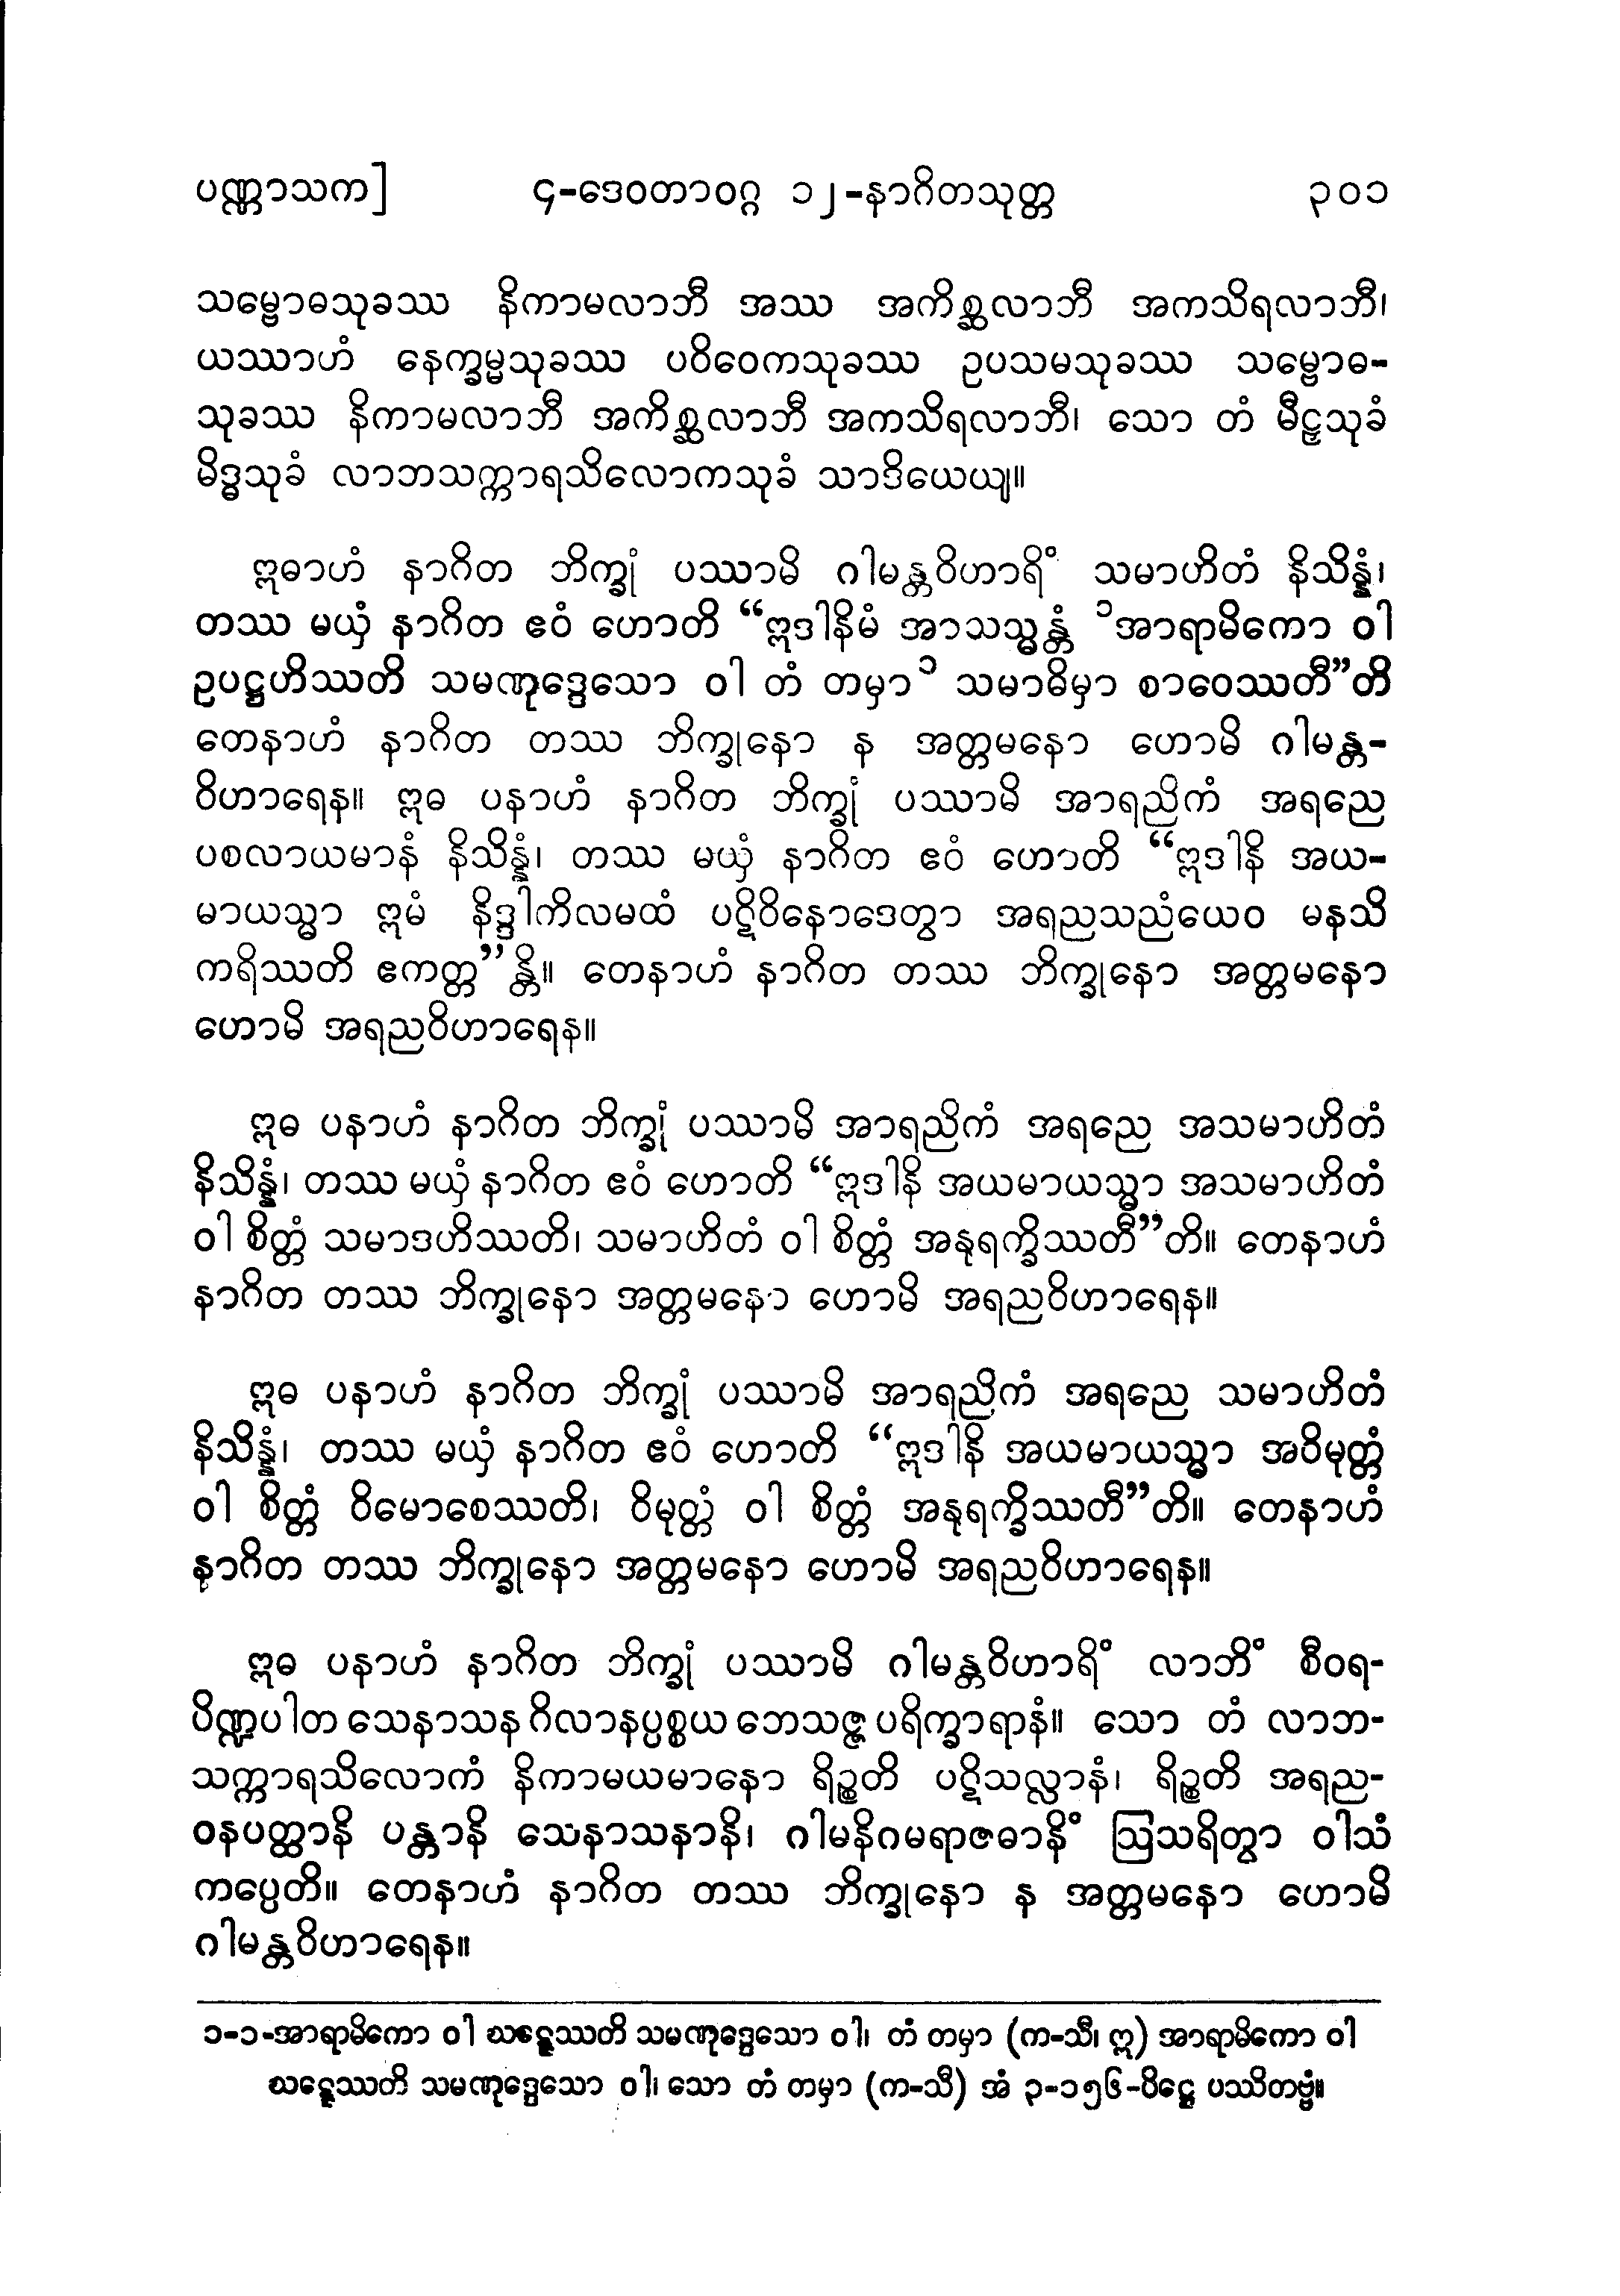 ပဏ္ဏာသက] ၄-ဒေဝတာဝဂ္ဂ ၁၂-နာဂိတသုတ္တ ၃၀၁
သမ္ဗောဓသုခဿ နိကာမလာဘီ အဿ အကိစ္ဆလာဘီ အကသိရလာဘီ၊
ယဿာဟံ နေက္ခမ္မသုခဿ ပဝိဝေကသုခဿ ဥပသမသုခဿ သမ္ဗောဓ-
သုခဿ နိကာမလာဘီ အကိစ္ဆလာဘီ အကသိရလာဘီ၊ သော တံ မီဠှသုခံ
မိဒ္ဓသုခံ လာဘသက္ကာရသိလောကသုခံ သာဒိယေယျ။
ဣဓာဟံ နာဂိတ ဘိက္ခုံ ပဿာမိ ဂါမန္တဝိဟာရိံ သမာဟိတံ နိသိန္နံ၊
တဿ မယှံ နာဂိတ ဧဝံ ဟောတိ “ဣဒါနိမံ အာသသ္မန္တံ ¹အာရာမိကော ဝါ
ဥပဋ္ဌဟိဿတိ သမဏုဒ္ဒေသော ဝါ တံ တမှာ¹ သမာဓိမှာ စာဝေဿတီ”တိ
တေနာဟံ နာဂိတ တဿ ဘိက္ခုနော န အတ္တမနော ဟောမိ ဂါမန္တ-
ဝိဟာရေန။ ဣဓ ပနာဟံ နာဂိတ ဘိက္ခုံ ပဿာမိ အာရညိကံ အရညေ
ပစလာယမာနံ နိသိန္နံ၊ တဿ မယှံ နာဂိတ ဧဝံ ဟောတိ “ဣဒါနိ အယ-
မာယသ္မာ ဣမံ နိဒ္ဒါကိလမထံ ပဋိဝိနောဒေတွာ အရညသညံယေဝ မနသိ
ကရိဿတိ ဧကတ္တ”န္တိ။ တေနာဟံ နာဂိတ တဿ ဘိက္ခုနော အတ္တမနော
ဟောမိ အရညဝိဟာရေန။
ဣဓ ပနာဟံ နာဂိတ ဘိက္ခုံ ပဿာမိ အာရညိကံ အရညေ အသမာဟိတံ
နိသိန္နံ၊ တဿ မယှံ နာဂိတ ဧဝံ ဟောတိ “ဣဒါနိ အယမာယသ္မာ အသမာဟိတံ
ဝါ စိတ္တံ သမာဒဟိဿတိ၊ သမာဟိတံ ဝါ စိတ္တံ အနုရက္ခိဿတီ”တိ။ တေနာဟံ
နာဂိတ တဿ ဘိက္ခုနော အတ္တမနော ဟောမိ အရညဝိဟာရေန။
ဣဓ ပနာဟံ နာဂိတ ဘိက္ခုံ ပဿာမိ အာရညိကံ အရညေ သမာဟိတံ
နိသိန္နံ၊ တဿ မယှံ နာဂိတ ဧဝံ ဟောတိ “ဣဒါနိ အယမာယသ္မာ အဝိမုတ္တံ
ဝါ စိတ္တံ ဝိမောစေဿတိ၊ ဝိမုတ္တံ ဝါ စိတ္တံ အနုရက္ခိဿတီ”တိ။ တေနာဟံ
နာဂိတ တဿ ဘိက္ခုနော အတ္တမနော ဟောမိ အရညဝိဟာရေန။
ဣဓ ပနာဟံ နာဂိတ ဘိက္ခုံ ပဿာမိ ဂါမန္တဝိဟာရိံ လာဘိံ စီဝရ-
ပိဏ္ဍပါတ သေနာသန ဂိလာနပ္ပစ္စယ ဘေသဇ္ဇ ပရိက္ခာရာနံ။ သော တံ လာဘ-
သက္ကာရသိလောကံ နိကာမယမာနော ရိဉ္စတိ ပဋိသလ္လာနံ၊ ရိဉ္စတိ အရည-
ဝနပတ္ထာနိ ပန္တာနိ သေနာသနာနိ၊ ဂါမနိဂမရာဇဓာနိံ ဩသရိတွာ ဝါသံ
ကပ္ပေတိ။ တေနာဟံ နာဂိတ တဿ ဘိက္ခုနော န အတ္တမနော ဟောမိ
ဂါမန္တဝိဟာရေန။
၁-၁-အာရာမိကော ဝါ ဃဋ္ဋေဿတိ သမဏုဒ္ဒေသော ဝါ၊ တံ တမှာ (က-သီ၊ ဣ) အာရာမိကော ဝါ
ဃဋ္ဋေဿတိ သမဏုဒ္ဒေသော ဝါ၊ သော တံ တမှာ (က-သီ) အံ ၃-၁၅၆-ပိဋ္ဌေ ပဿိတဗ္ဗံ။